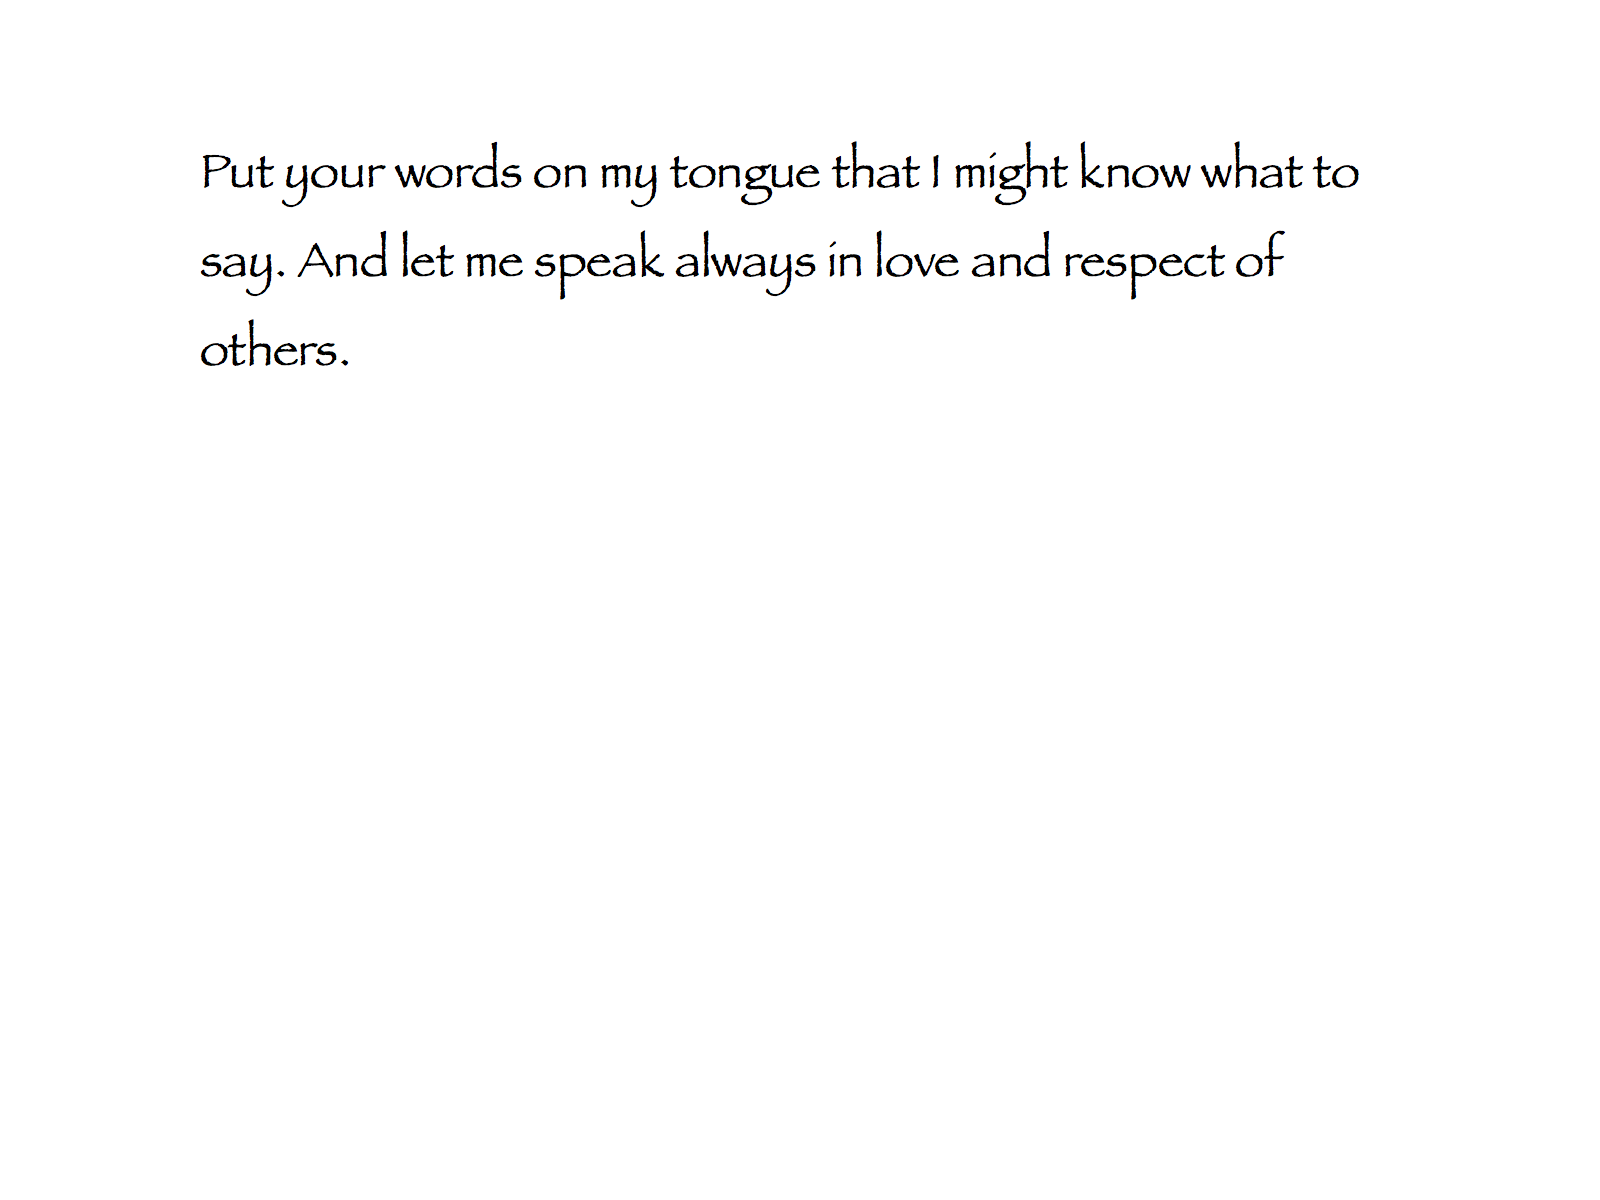 Put your words on my tongue that I might know what to
say. And let me speak always in love and respect of
others.